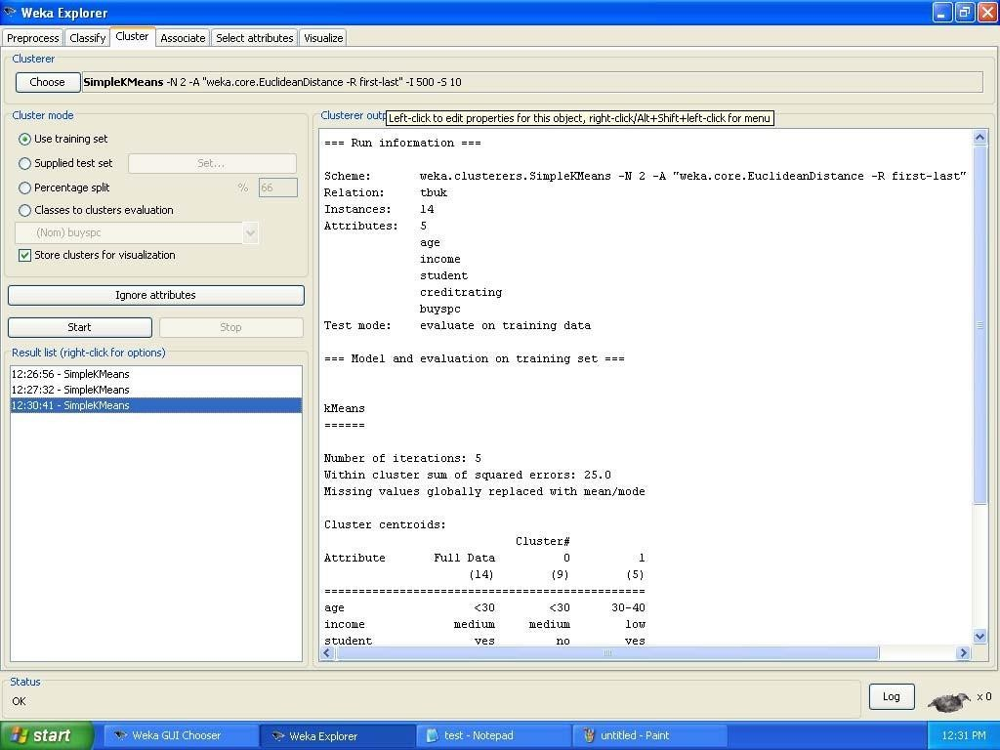 Weka Explorer
Preprocess Classify Cluster Associate Select attributes Visualize
Clusterer
Choose SimpleKMeans -N 2 -A "weka.core.EuclideanDistance -R first-last" -I 500 -S 10
Cluster mode
Use training set
Supplied test set Set...
Percentage split % 66
Classes to clusters evaluation
(Nom) buyspc
Store clusters for visualization
Ignore attributes
Start Stop
Result list (right-click for options)
12:26:56 - SimpleKMeans
12:27:32 - SimpleKMeans
12:30:41 - SimpleKMeans
Clusterer outp
Left-click to edit properties for this object, right-click/Alt+Shift+left-click for menu
=== Run information ===
Scheme: weka.clusterers.SimpleKMeans -N 2 -A "weka.core.EuclideanDistance -R first-last"
Relation: tbuk
Instances: 14
Attributes: 5
age
income
student
creditrating
buyspc
Test mode: evaluate on training data
=== Model and evaluation on training set ===
kMeans
======
Number of iterations: 5
Within cluster sum of squared errors: 25.0
Missing values globally replaced with mean/mode
Cluster centroids:
Cluster#
Attribute Full Data 0 1
(14) (9) (5)
===============================================
age <30 <30 30-40
income medium medium low
student yes no yes
Status
OK
Log x 0
start Weka GUI Chooser Weka Explorer test - Notepad untitled - Paint 12:31 PM